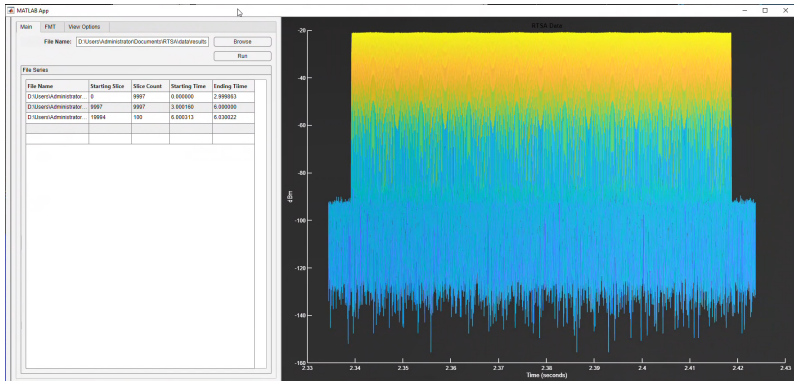 MATLAB App
Main FMT View Options
File Name: D:\Users\Administrator\Documents\RTSA\data\results Browse
Run
File Series
File Name Starting Slice Slice Count Starting Time Ending Time
D:\Users\Administrator... 0 9997 0.000000 2.999863
D:\Users\Administrator... 9997 9997 3.000160 6.000000
D:\Users\Administrator... 19994 100 6.000313 6.030022
RTSA Data
-20
-40
-60
-80
-100
-120
-140
-160
dBm
2.33 2.34 2.35 2.36 2.37 2.38 2.39 2.4 2.41 2.42 2.43
Time (seconds)